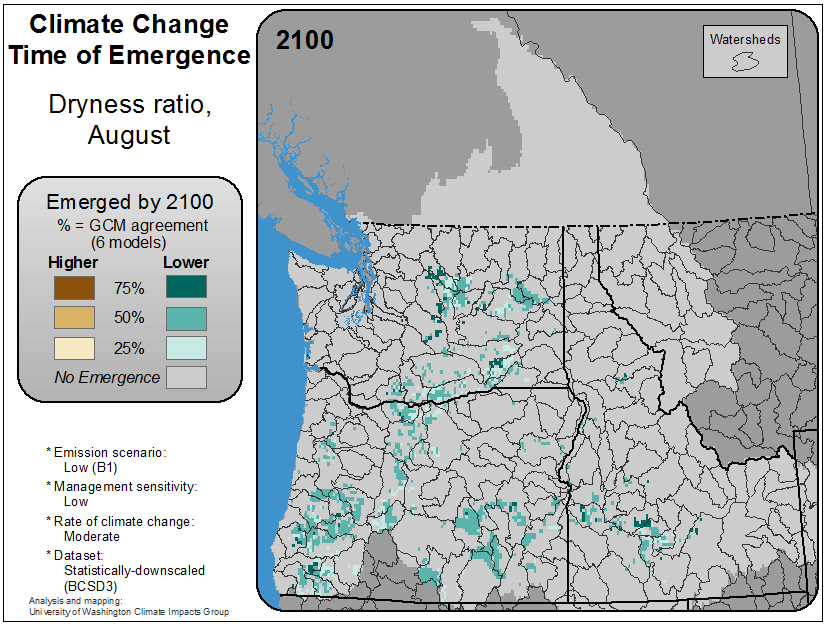 Climate Change
Time of Emergence
Dryness ratio,
August
Emerged by 2100
% = GCM agreement
(6 models)
Higher Lower
75%
50%
25%
No Emergence
* Emission scenario:
Low (B1)
* Management sensitivity:
Low
* Rate of climate change:
Moderate
* Dataset:
Statistically-downscaled
(BCSD3)
Analysis and mapping:
University of Washington Climate Impacts Group
2100
Watersheds